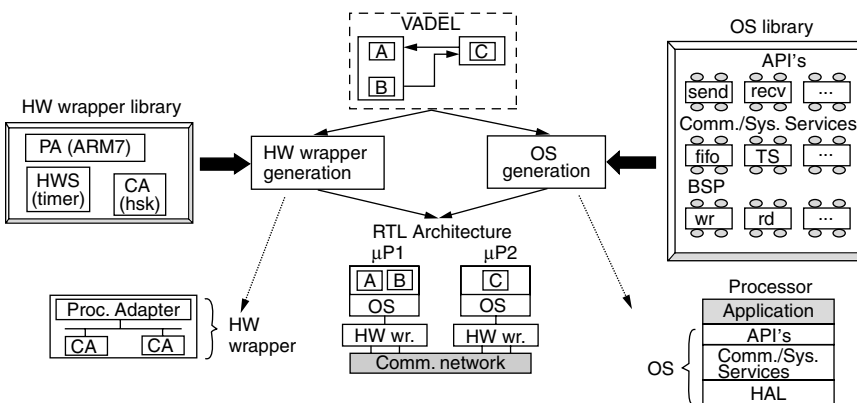 VADEL
A
C
B
HW wrapper library
PA (ARM7)
HWS
(timer)
CA
(hsk)
HW wrapper
generation
OS
generation
OS library
API's
send
recv
...
Comm./Sys. Services
fifo
TS
...
BSP
wr
rd
...
RTL Architecture
μP1
μP2
A
B
C
OS
OS
HW wr.
HW wr.
Comm. network
Proc. Adapter
CA
CA
HW
wrapper
Processor
Application
API's
Comm./Sys.
Services
HAL
OS